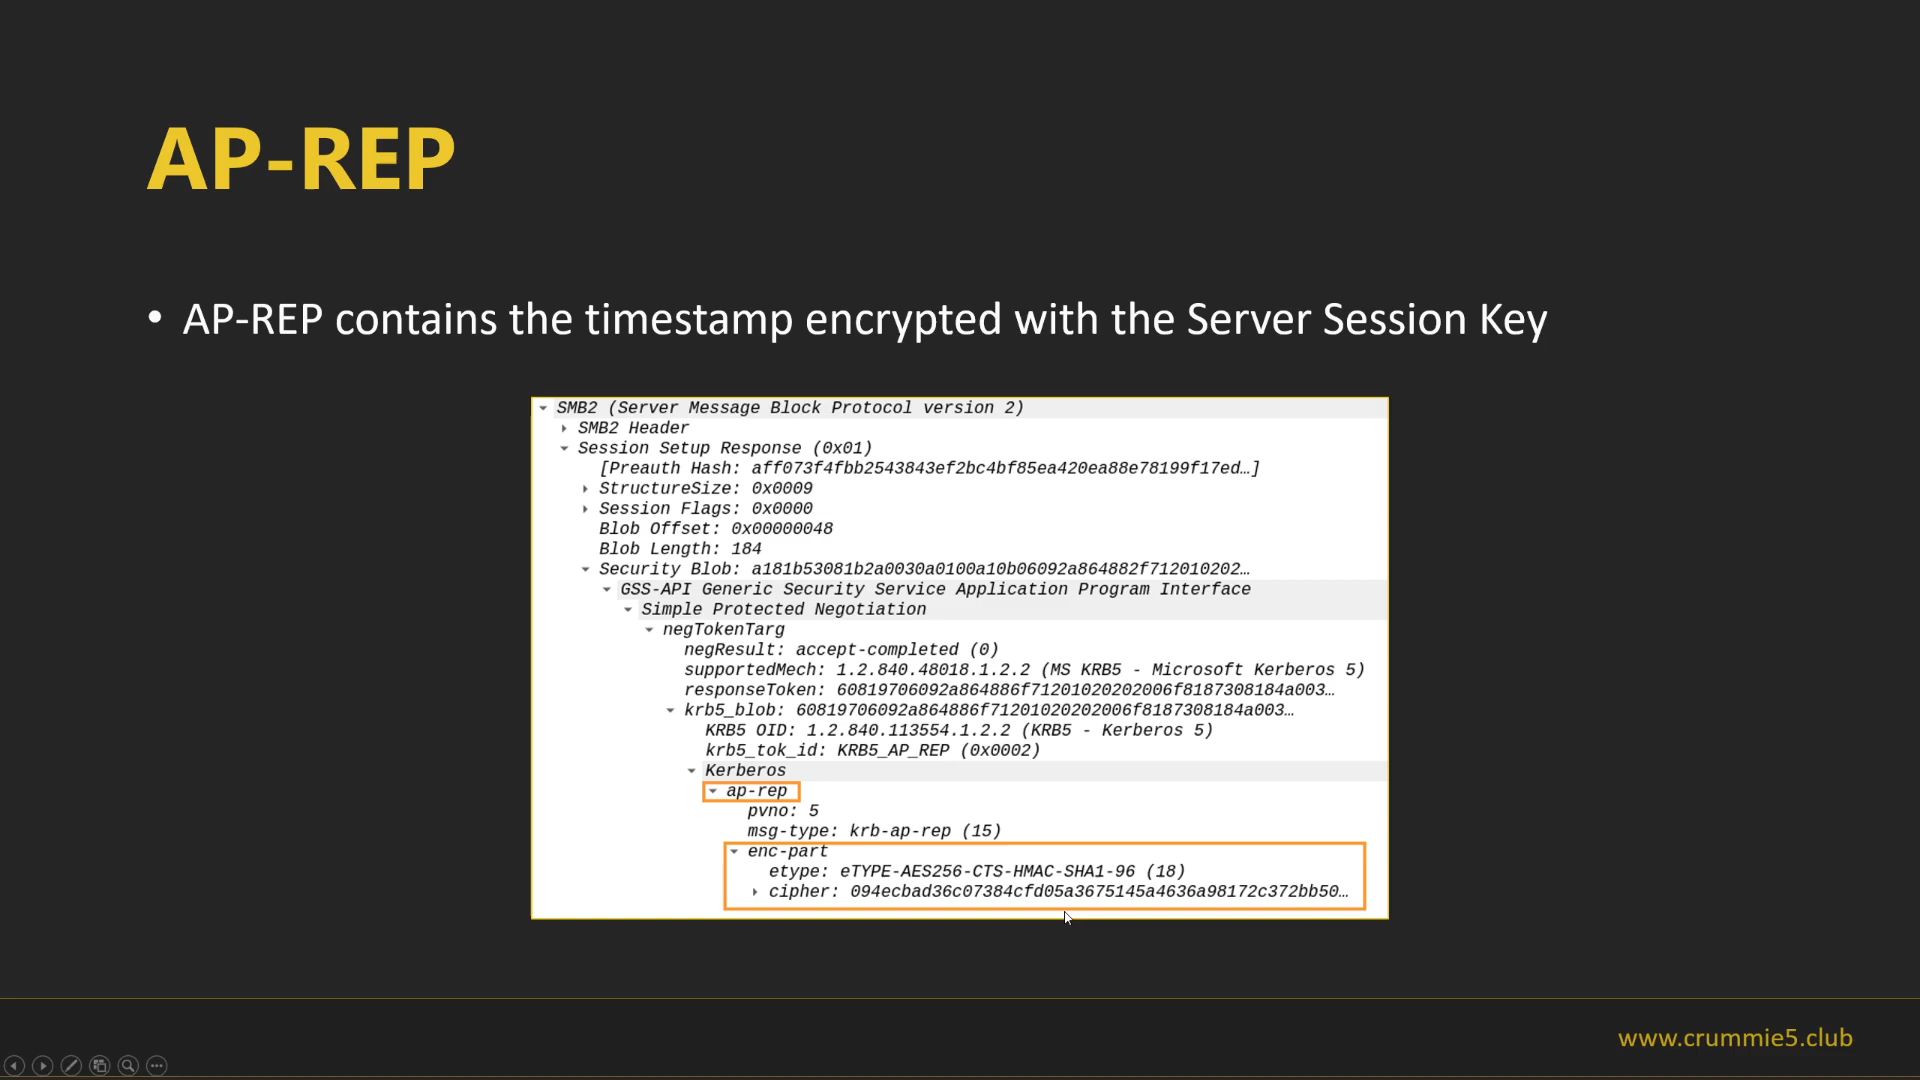 AP-REP
• AP-REP contains the timestamp encrypted with the Server Session Key
SMB2 (Server Message Block Protocol version 2)
SMB2 Header
Session Setup Response (0x01)
[Preauth Hash: aff073f4fbb2543843ef2bc4bf85ea420ea88e78199f17ed…]
StructureSize: 0x0009
Session Flags: 0x0000
Blob Offset: 0x00000048
Blob Length: 184
Security Blob: a181b53081b2a0030a0100a10b06092a864882f712010202…
GSS-API Generic Security Service Application Program Interface
Simple Protected Negotiation
negTokenTarg
negResult: accept-completed (0)
supportedMech: 1.2.840.48018.1.2.2 (MS KRB5 - Microsoft Kerberos 5)
responseToken: 60819706092a864886f71201020202006f8187308184a003…
krb5_blob: 60819706092a864886f71201020202006f8187308184a003…
KRB5 OID: 1.2.840.113554.1.2.2 (KRB5 - Kerberos 5)
krb5_tok_id: KRB5_AP_REP (0x0002)
Kerberos
ap-rep
pvno: 5
msg-type: krb-ap-rep (15)
enc-part
etype: eTYPE-AES256-CTS-HMAC-SHA1-96 (18)
cipher: 094ecbad36c07384cfd05a3675145a4636a98172c372bb50…
www.crummie5.club